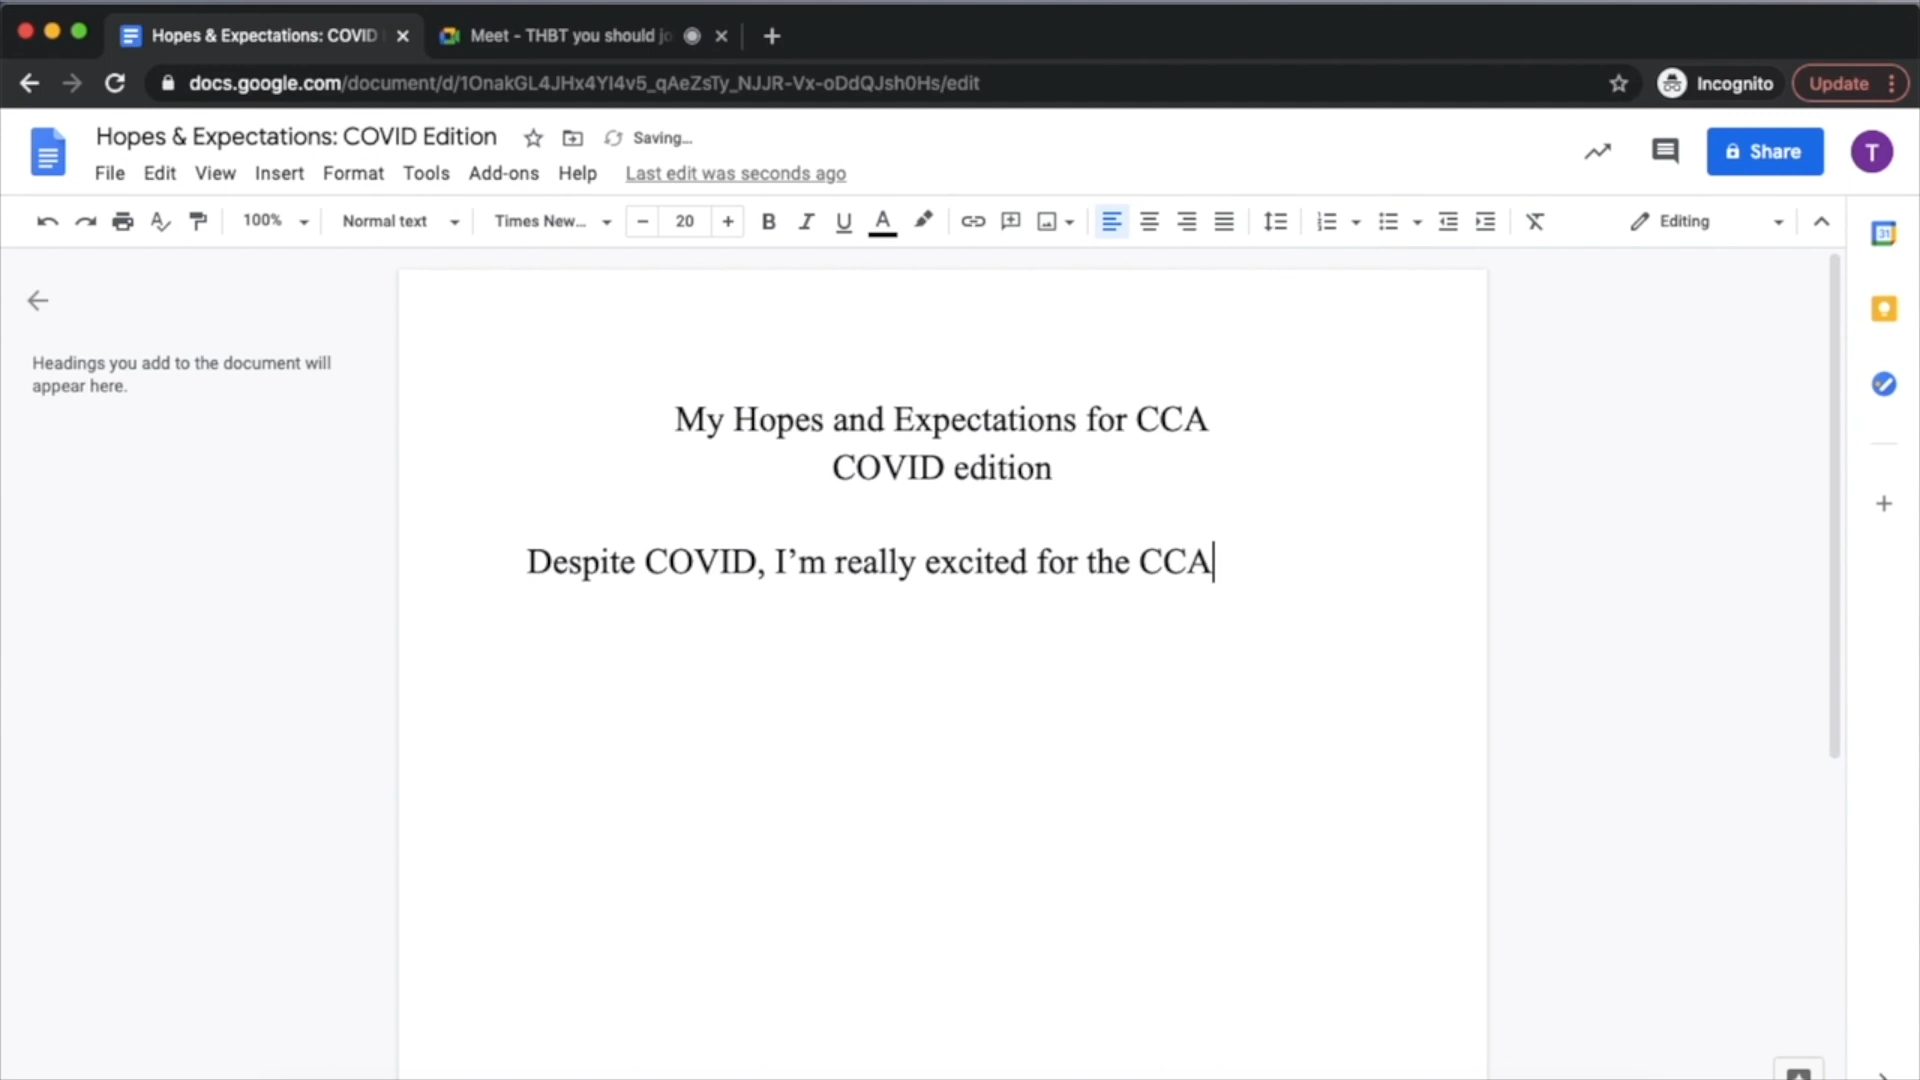 Hopes & Expectations: COVID
Meet - THBT you should jo
docs.google.com/document/d/1OnakGL4JHx4YI4v5_qAeZsTy_NJJR-Vx-oDdQJsh0Hs/edit
Incognito
Update
Hopes & Expectations: COVID Edition
Saving...
File Edit View Insert Format Tools Add-ons Help Last edit was seconds ago
Share
T
100% Normal text Times New... 20 B I U A Editing
31
Headings you add to the document will
appear here.
My Hopes and Expectations for CCA
COVID edition
Despite COVID, I’m really excited for the CCA